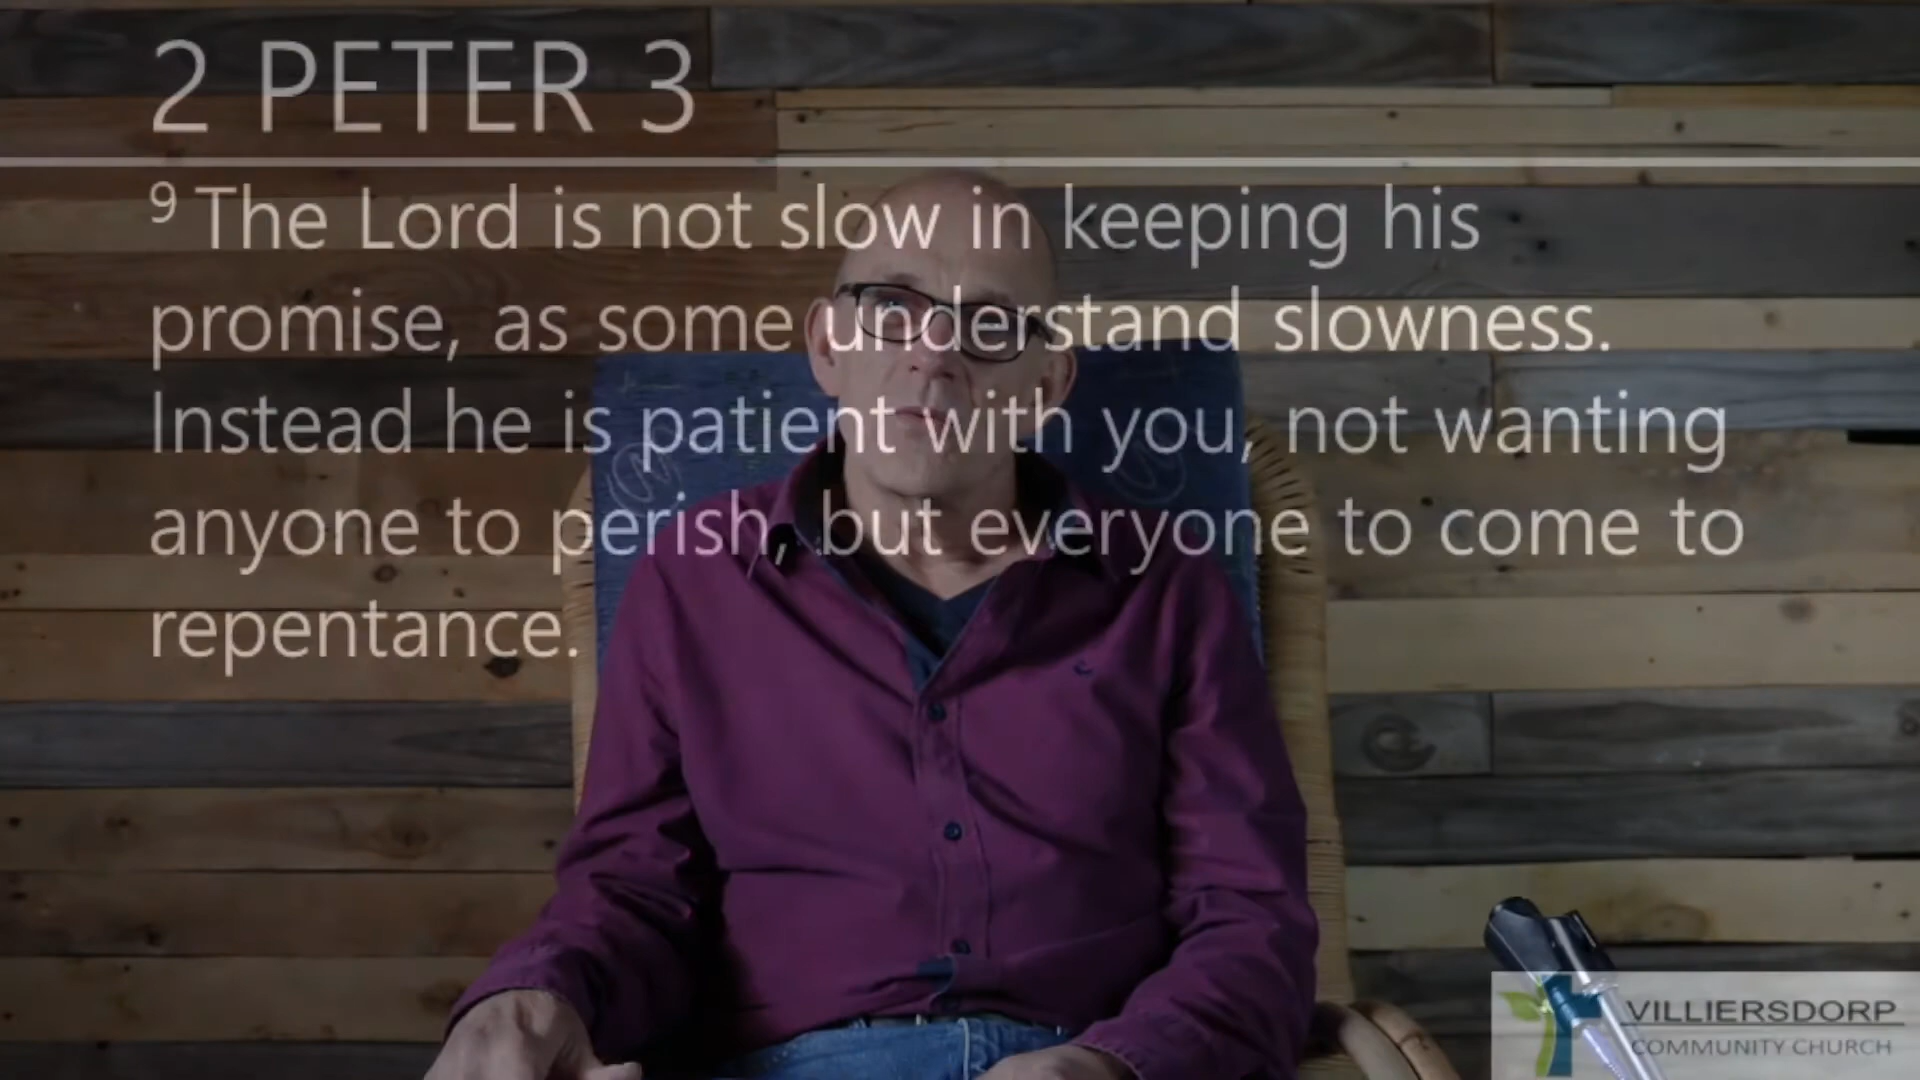 2 PETER 3
9 The Lord is not slow in keeping his
promise, as some understand slowness.
Instead he is patient with you, not wanting
anyone to perish, but everyone to come to
repentance.
VILLIERSDORP
COMMUNITY CHURCH